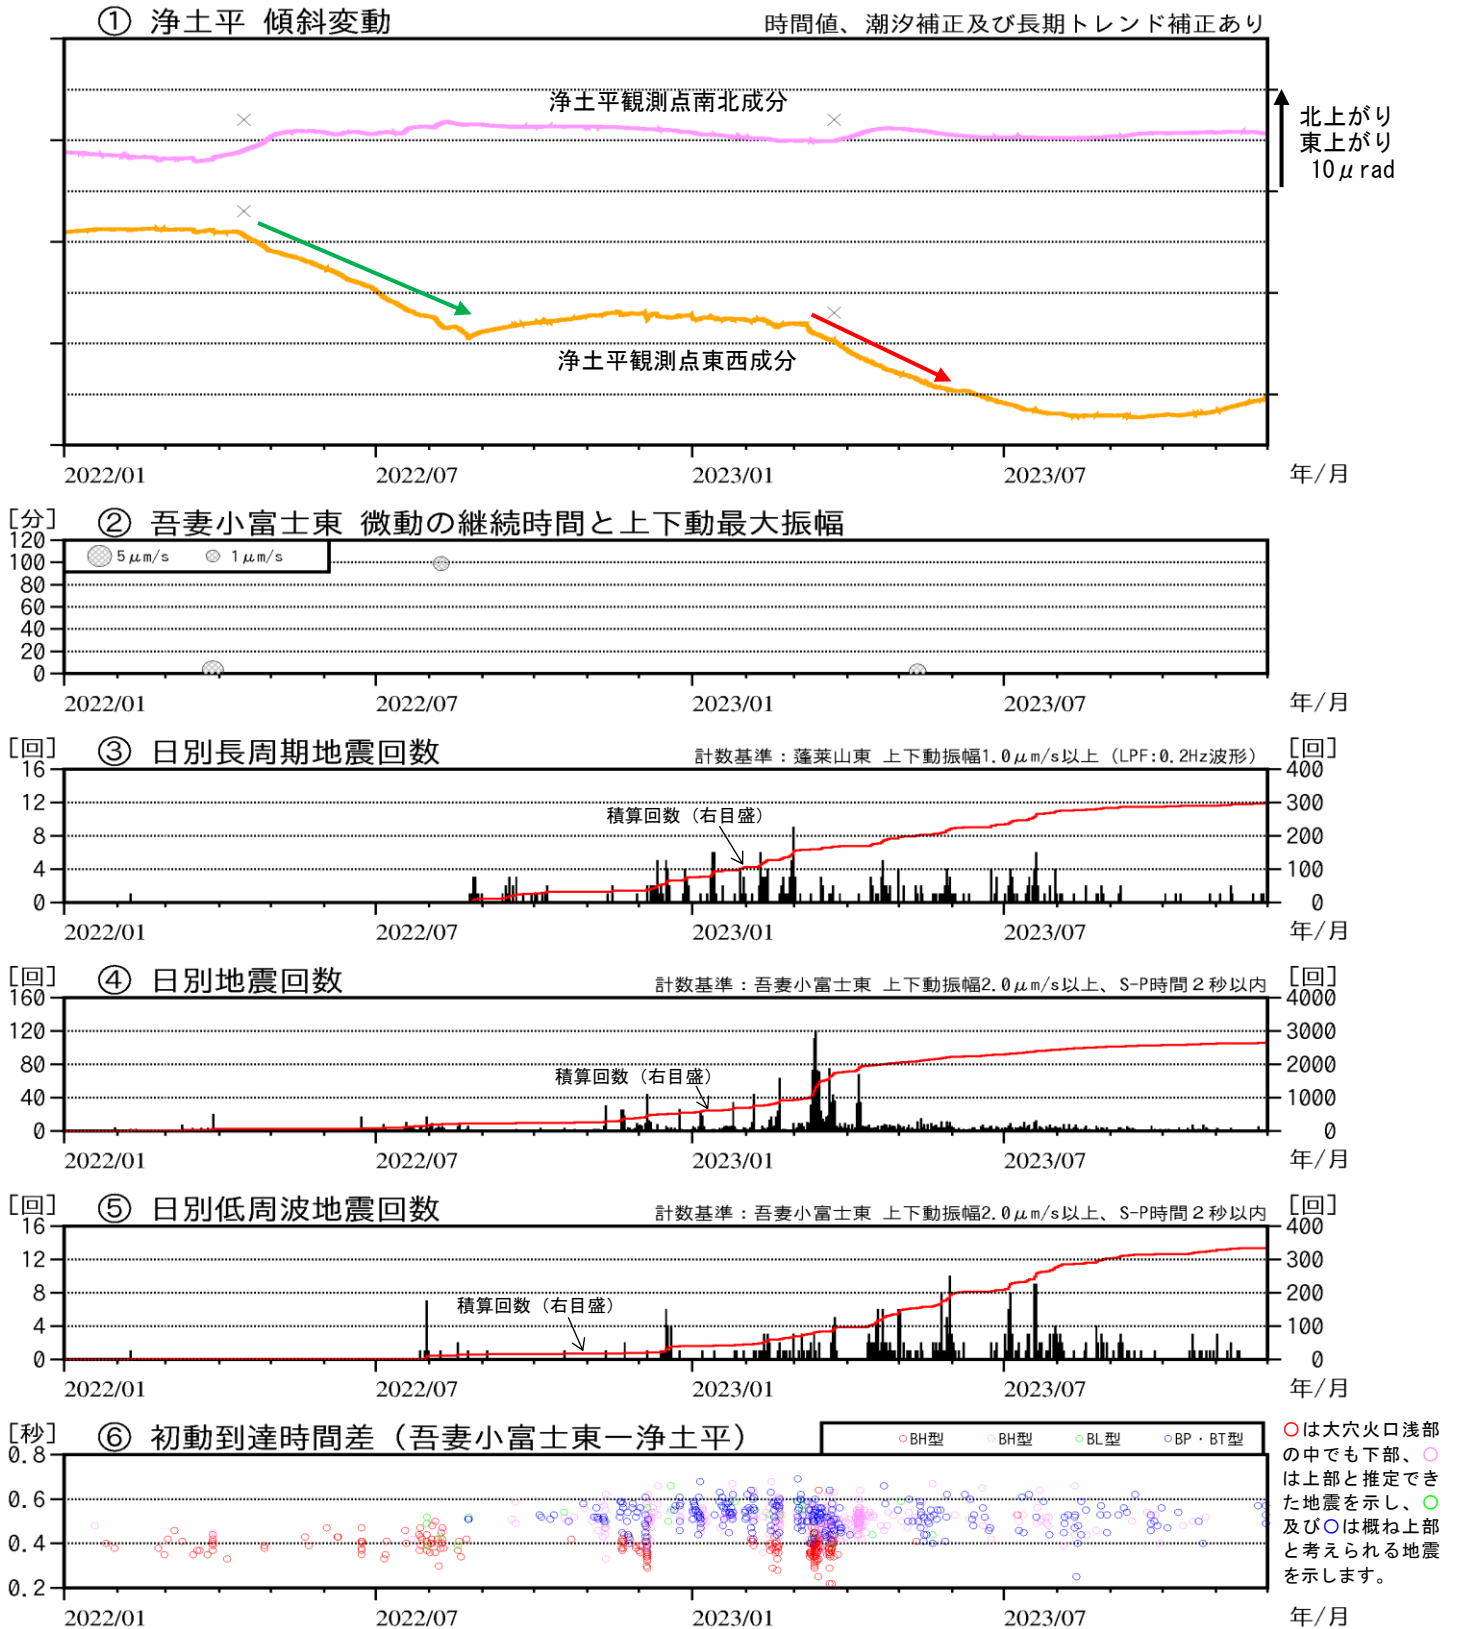 ① 浄土平 傾斜変動
時間値、潮汐補正及び長期トレンド補正あり
浄土平観測点南北成分
北上がり
東上がり
10μrad
浄土平観測点東西成分
2022/01 2022/07 2023/01 2023/07 年/月
② 吾妻小富士東 微動の継続時間と上下動最大振幅
[分]
5μm/s 1μm/s
120
100
80
60
40
20
0
2022/01 2022/07 2023/01 2023/07 年/月
③ 日別長周期地震回数
計数基準：蓬莱山東 上下動振幅1.0μm/s以上（LPF:0.2Hz波形）
[回] [回]
16 400
12 300
積算回数（右目盛）
8 200
4 100
0 0
2022/01 2022/07 2023/01 2023/07 年/月
④ 日別地震回数
計数基準：吾妻小富士東 上下動振幅2.0μm/s以上、S-P時間２秒以内
[回] [回]
160 4000
120 3000
80 2000
積算回数（右目盛）
40 1000
0 0
2022/01 2022/07 2023/01 2023/07 年/月
⑤ 日別低周波地震回数
計数基準：吾妻小富士東 上下動振幅2.0μm/s以上、S-P時間２秒以内
[回] [回]
16 400
12 300
8 200
積算回数（右目盛）
4 100
0 0
2022/01 2022/07 2023/01 2023/07 年/月
⑥ 初動到達時間差（吾妻小富士東ー浄土平）
[秒]
○BH型 ○BH型 ○BL型 ○BP・BT型
0.8
0.6
0.4
0.2
○は大穴火口浅部
の中でも下部、○
は上部と推定でき
た地震を示し、○
及び○は概ね上部
と考えられる地震
を示します。
2022/01 2022/07 2023/01 2023/07 年/月